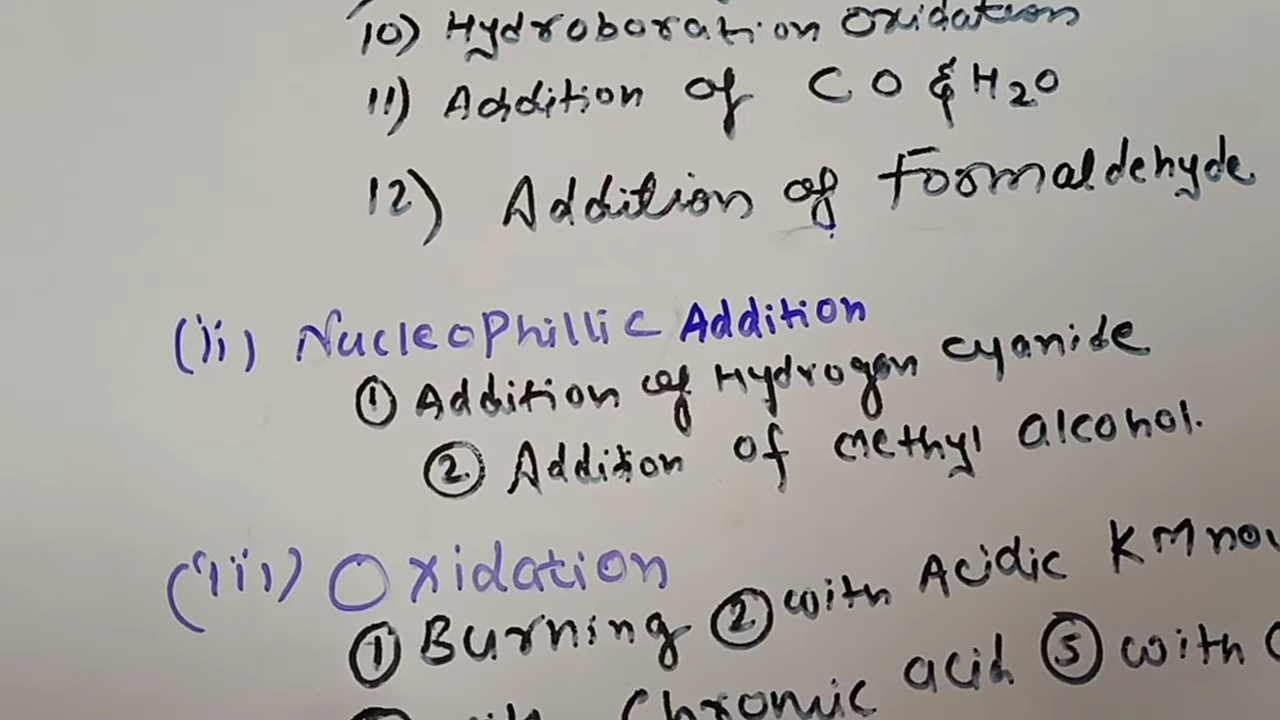 10) Hydroboration Oxidation
11) Addition of CO & H2O
12) Addition of Formaldehyde
(ii) Nucleophillic Addition
① Addition of Hydrogen cyanide
② Addition of methyl alcohol.
(iii) Oxidation
① Burning ② with Acidic KMno
Chromic acid ⑤ with